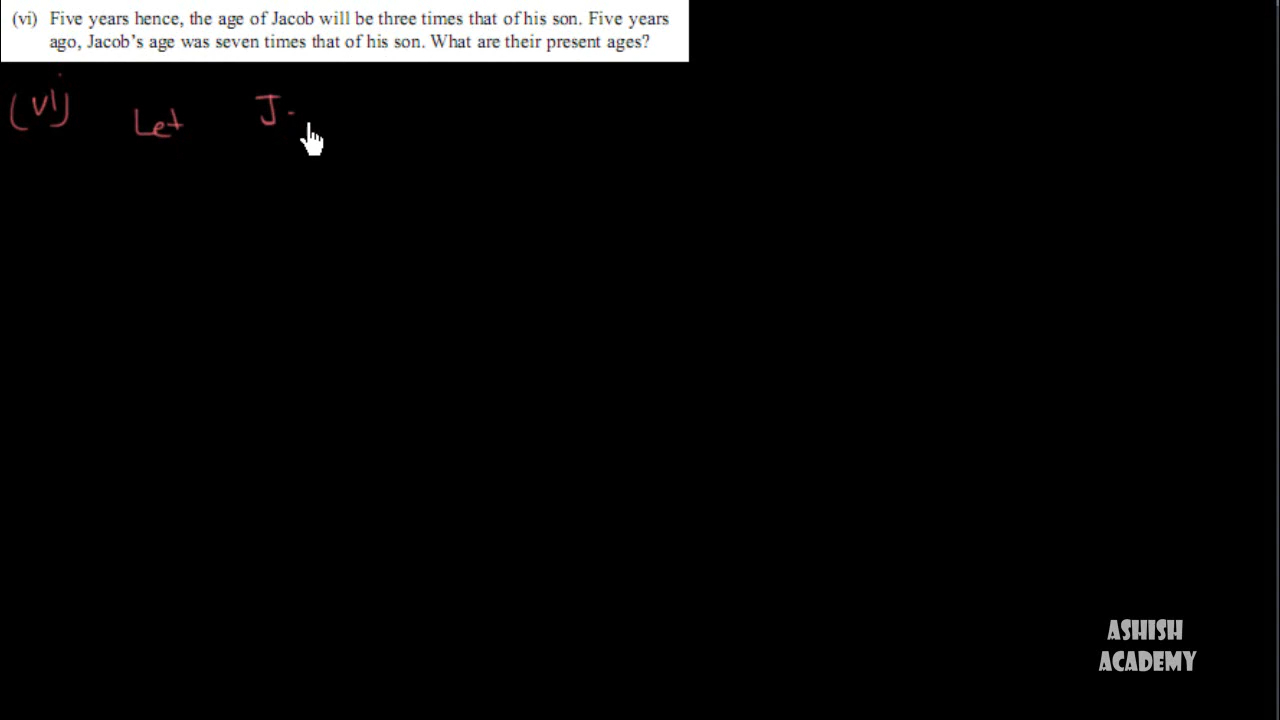 (vi) Five years hence, the age of Jacob will be three times that of his son. Five years
ago, Jacob's age was seven times that of his son. What are their present ages?
(vi) Let J-
ASHISH
ACADEMY